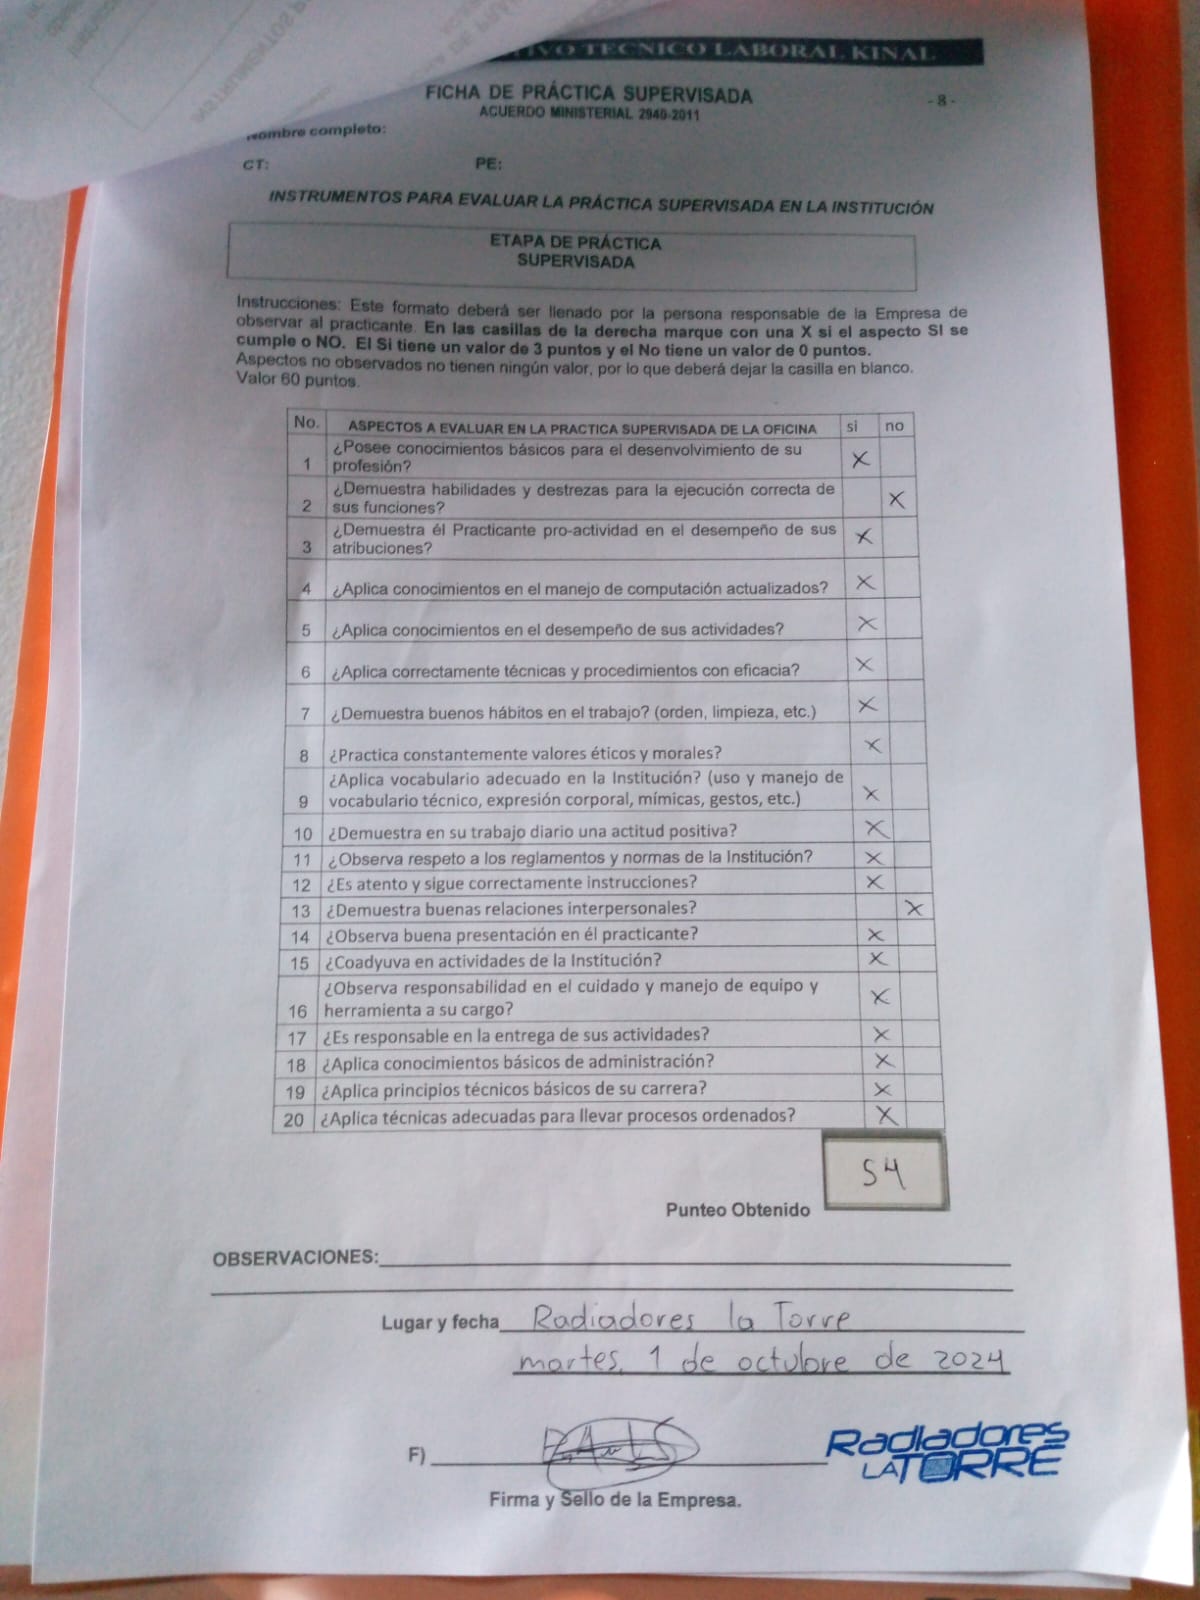 TIVO TECNICO LABORAL KINAL
FICHA DE PRÁCTICA SUPERVISADA
- 8 -
ACUERDO MINISTERIAL 2940-2011
Nombre completo:
CT: PE:
INSTRUMENTOS PARA EVALUAR LA PRÁCTICA SUPERVISADA EN LA INSTITUCIÓN
ETAPA DE PRÁCTICA
SUPERVISADA
Instrucciones: Este formato deberá ser llenado por la persona responsable de la Empresa de
observar al practicante. En las casillas de la derecha marque con una X si el aspecto SI se
cumple o NO. El Si tiene un valor de 3 puntos y el No tiene un valor de 0 puntos.
Aspectos no observados no tienen ningún valor, por lo que deberá dejar la casilla en blanco.
Valor 60 puntos.
No. ASPECTOS A EVALUAR EN LA PRACTICA SUPERVISADA DE LA OFICINA si no
¿Posee conocimientos básicos para el desenvolvimiento de su
1 profesión? X
¿Demuestra habilidades y destrezas para la ejecución correcta de
2 sus funciones? X
¿Demuestra él Practicante pro-actividad en el desempeño de sus
3 atribuciones? X
4 ¿Aplica conocimientos en el manejo de computación actualizados? X
5 ¿Aplica conocimientos en el desempeño de sus actividades? X
6 ¿Aplica correctamente técnicas y procedimientos con eficacia? X
7 ¿Demuestra buenos hábitos en el trabajo? (orden, limpieza, etc.) X
8 ¿Practica constantemente valores éticos y morales? X
¿Aplica vocabulario adecuado en la Institución? (uso y manejo de
9 vocabulario técnico, expresión corporal, mímicas, gestos, etc.) X
10 ¿Demuestra en su trabajo diario una actitud positiva? X
11 ¿Observa respeto a los reglamentos y normas de la Institución? X
12 ¿Es atento y sigue correctamente instrucciones? X
13 ¿Demuestra buenas relaciones interpersonales? X
14 ¿Observa buena presentación en él practicante? X
15 ¿Coadyuva en actividades de la Institución? X
¿Observa responsabilidad en el cuidado y manejo de equipo y
16 herramienta a su cargo? X
17 ¿Es responsable en la entrega de sus actividades? X
18 ¿Aplica conocimientos básicos de administración? X
19 ¿Aplica principios técnicos básicos de su carrera? X
20 ¿Aplica técnicas adecuadas para llevar procesos ordenados? X
54
Punteo Obtenido
OBSERVACIONES:
Lugar y fecha Radiadores la Torre
martes, 1 de octubre de 2024
F)
Radiadores
LA TORRE
Firma y Sello de la Empresa.